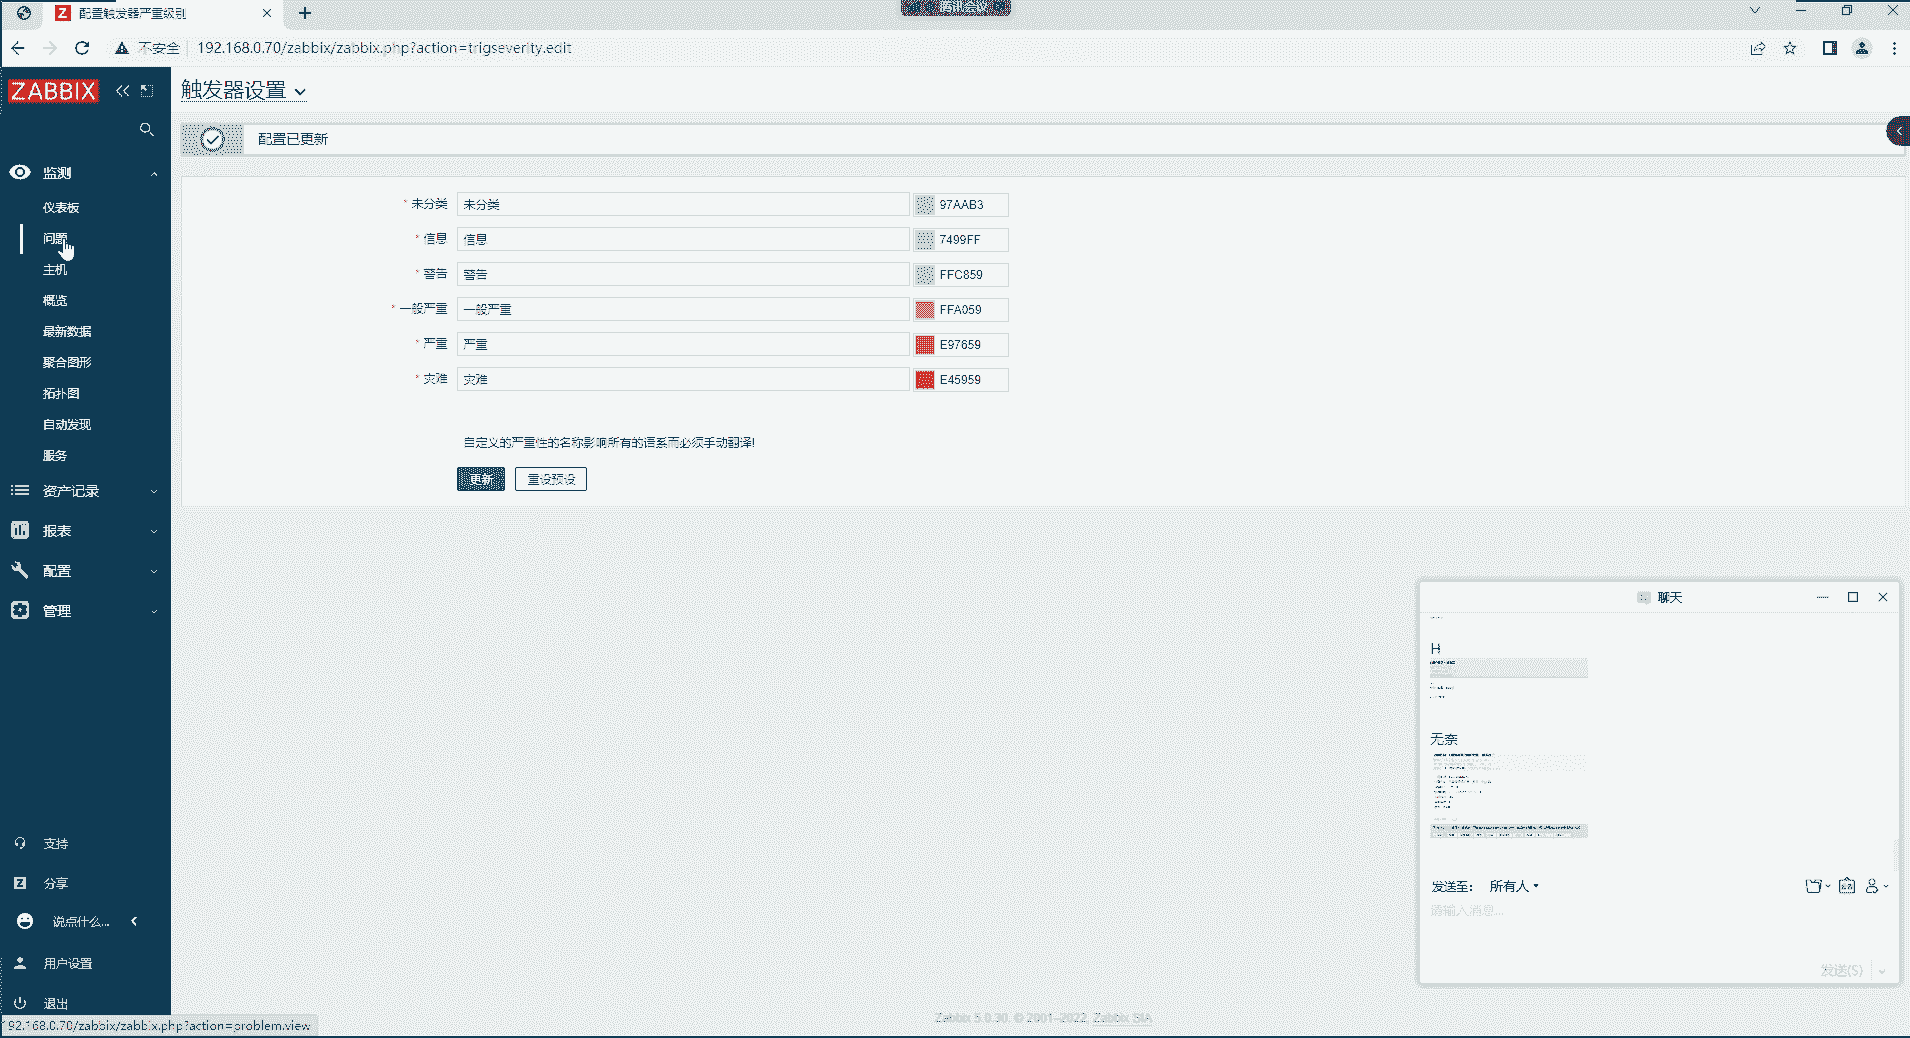 配置触发器严重级别
腾讯会议
不安全
192.168.0.70/zabbix/zabbix.php?action=trigseverity.edit
ZABBIX
触发器设置
配置已更新
监测
仪表板
问题
主机
概览
最新数据
聚合图形
拓扑图
自动发现
服务
资产记录
报表
配置
管理
* 未分类 未分类 97AAB3
* 信息 信息 7499FF
* 警告 警告 FFC859
* 一般严重 一般严重 FFA059
* 严重 严重 E97659
* 灾难 灾难 E45959
自定义的严重性的名称影响所有的语系而必须手动翻译!
更新 重设预设
聊天
H
无奈
发送至: 所有人
请输入消息...
发送(S)
支持
分享
说点什么...
用户设置
退出
192.168.0.70/zabbix/zabbix.php?action=problem.view
Zabbix 5.0.30. © 2001–2022, Zabbix SIA